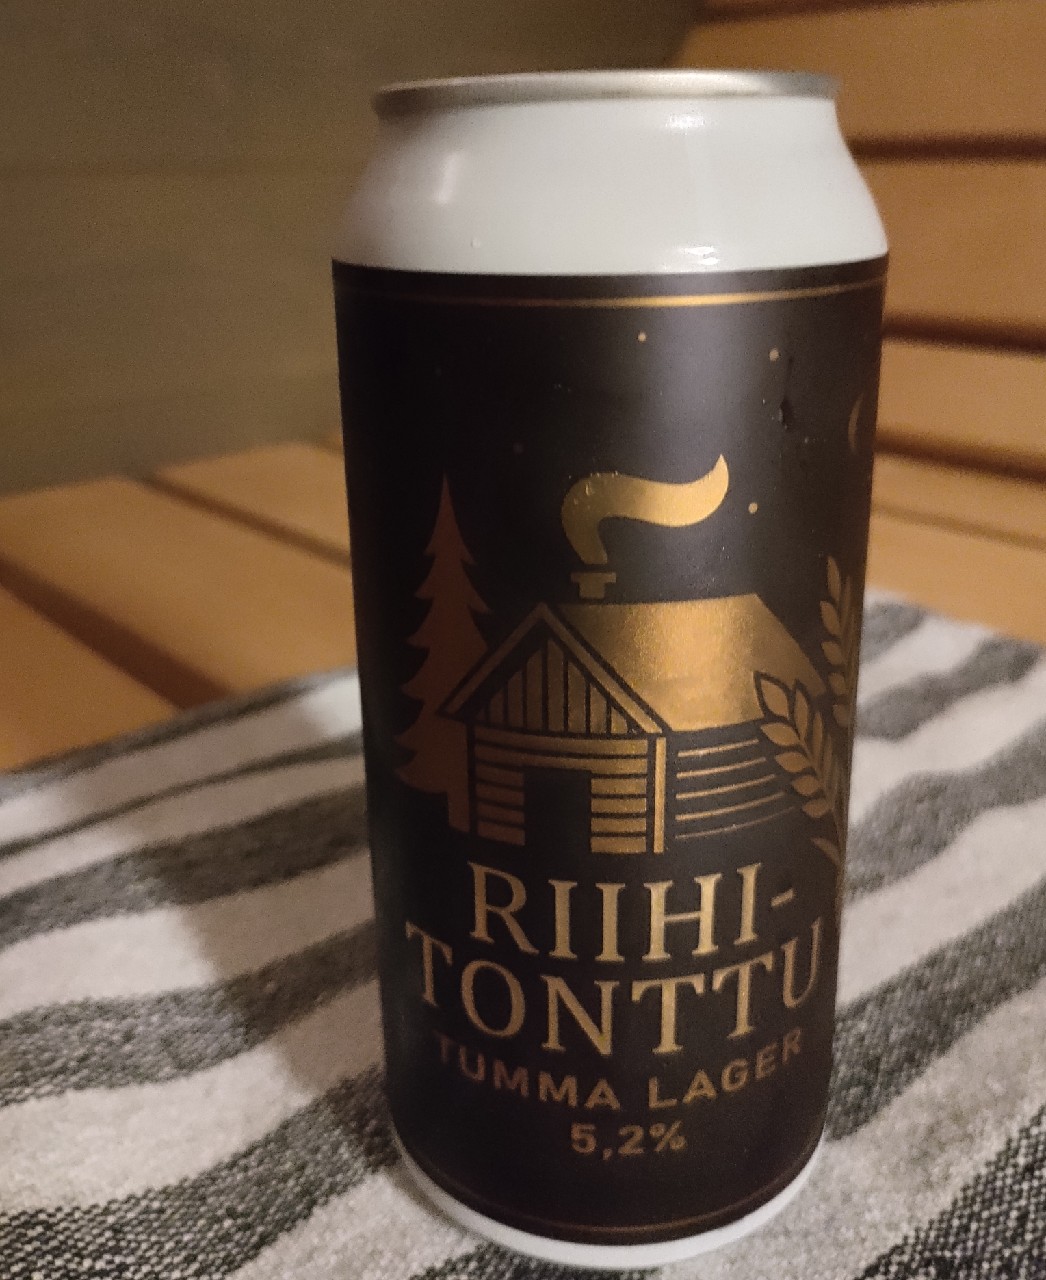 RIIHI-
TONTTU
TUMMA LAGER
5,2%